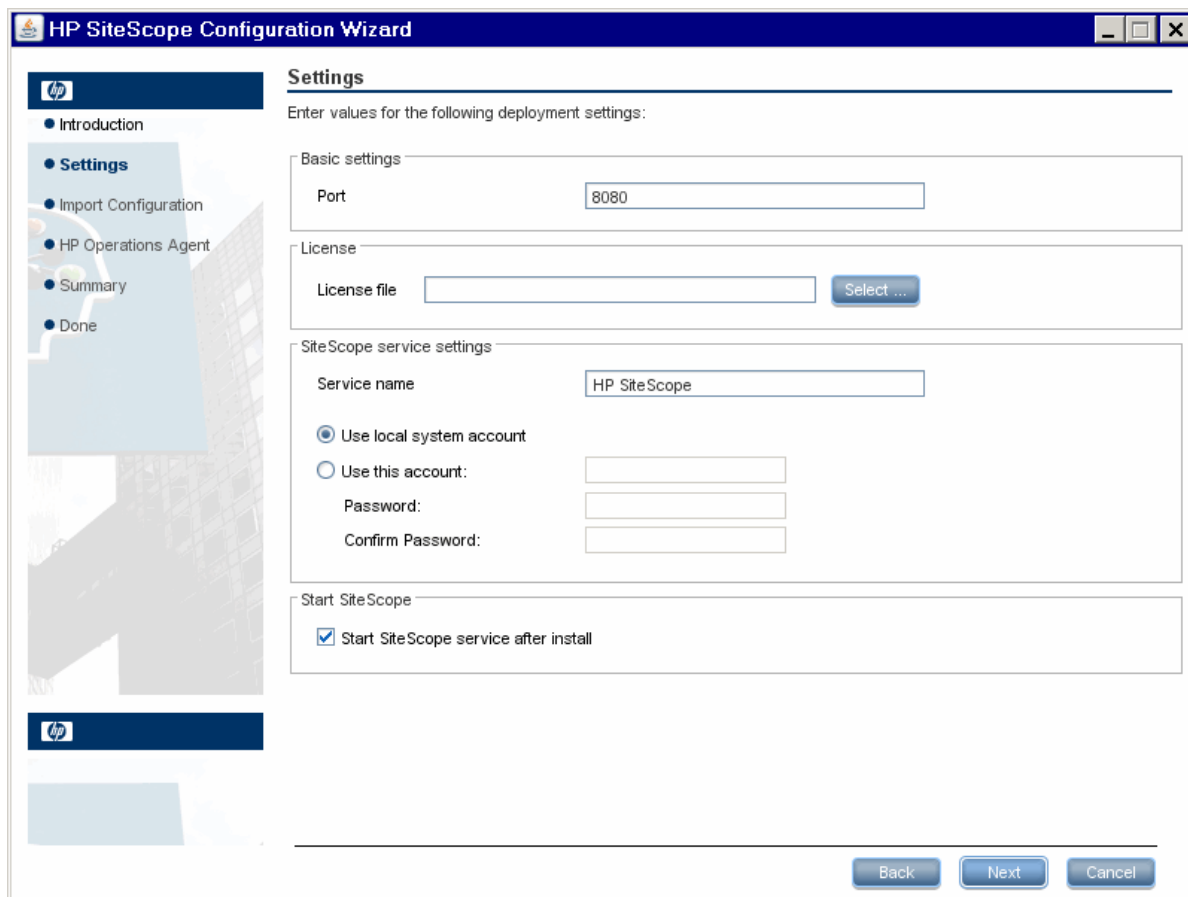 HP SiteScope Configuration Wizard
hp
Introduction
Settings
Import Configuration
HP Operations Agent
Summary
Done
hp
Settings
Enter values for the following deployment settings:
Basic settings
Port 8080
License
License file Select ...
SiteScope service settings
Service name HP SiteScope
Use local system account
Use this account:
Password:
Confirm Password:
Start SiteScope
Start SiteScope service after install
Back Next Cancel